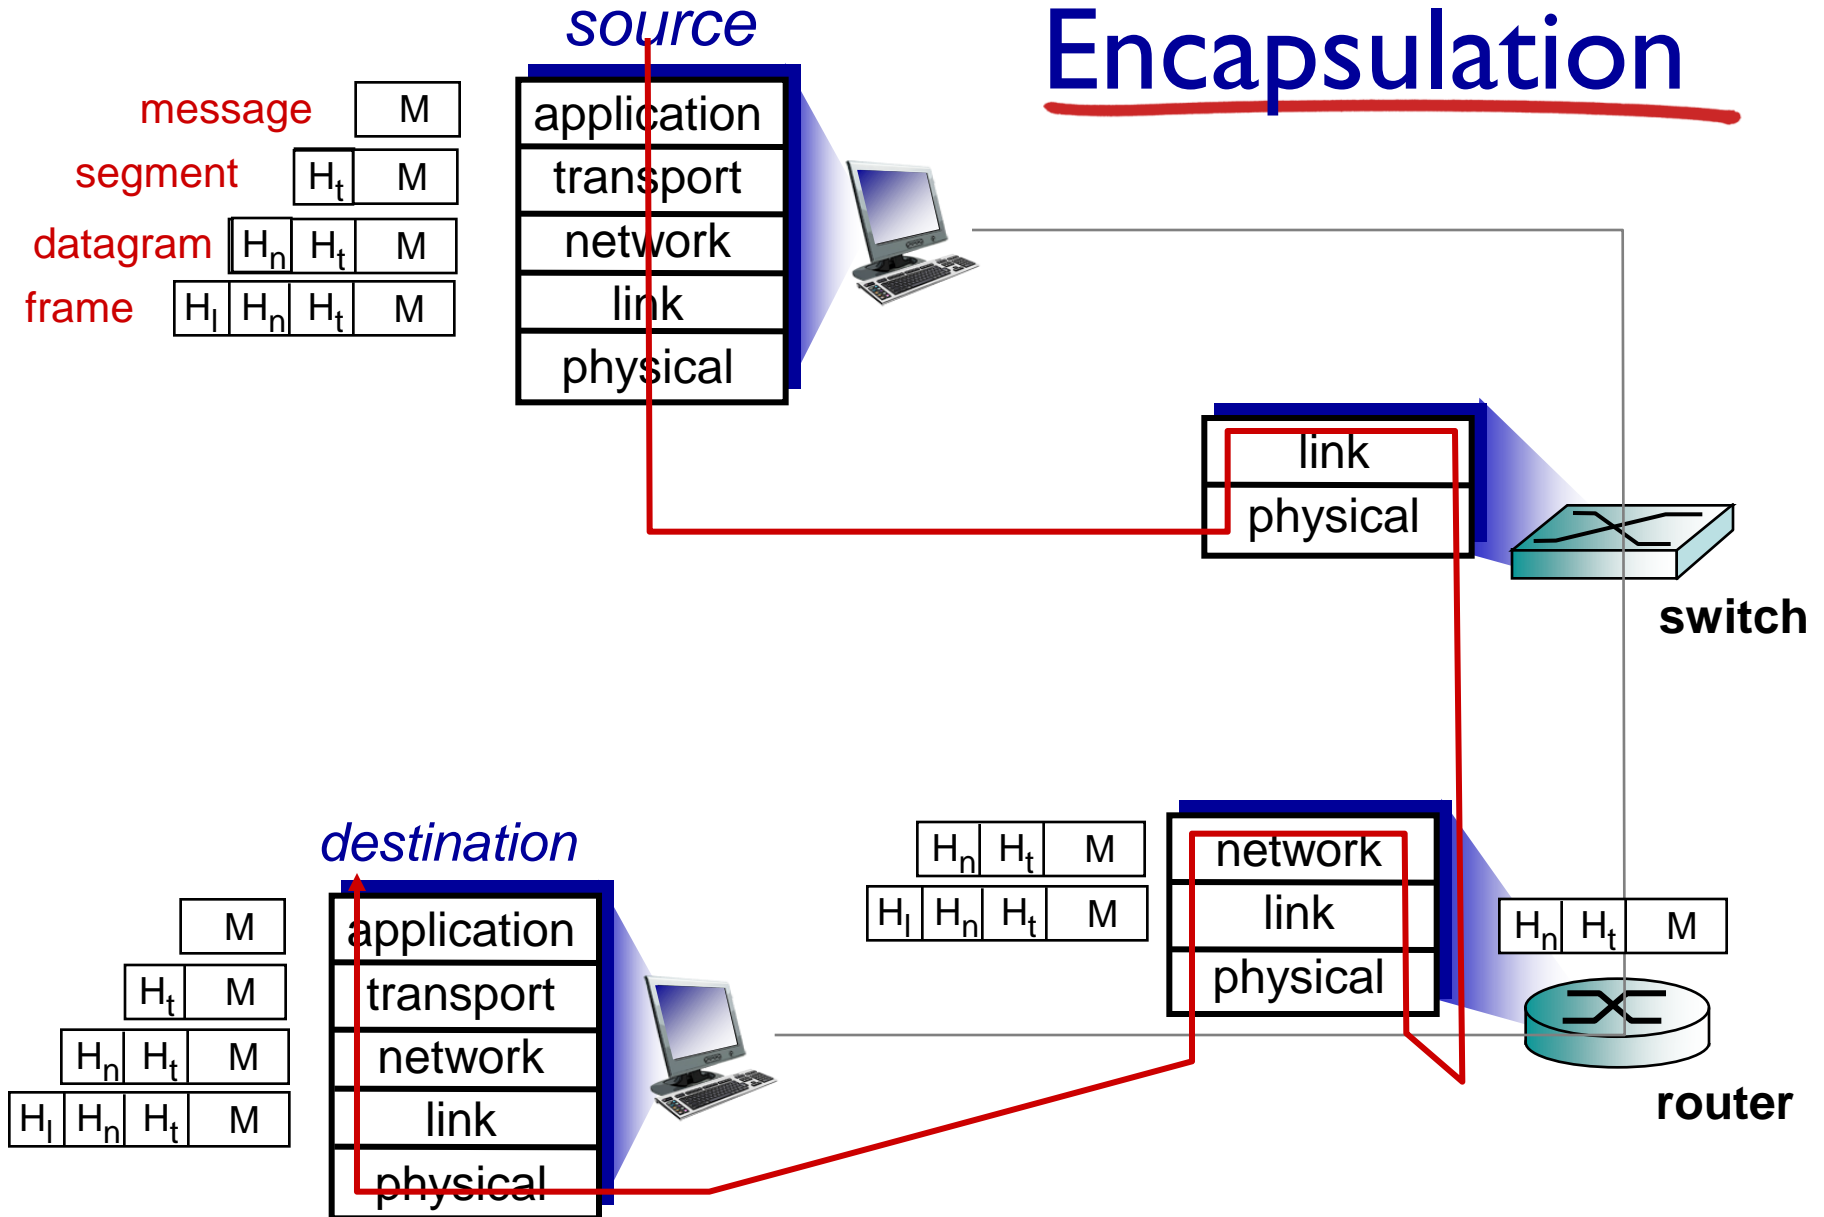 source
Encapsulation
message M
segment Ht M
datagram Hn Ht M
frame Hl Hn Ht M
application
transport
network
link
physical
link
physical
switch
destination
M
Ht M
Hn Ht M
Hl Hn Ht M
application
transport
network
link
physical
Hn Ht M
Hl Hn Ht M
network
link
physical
Hn Ht M
router